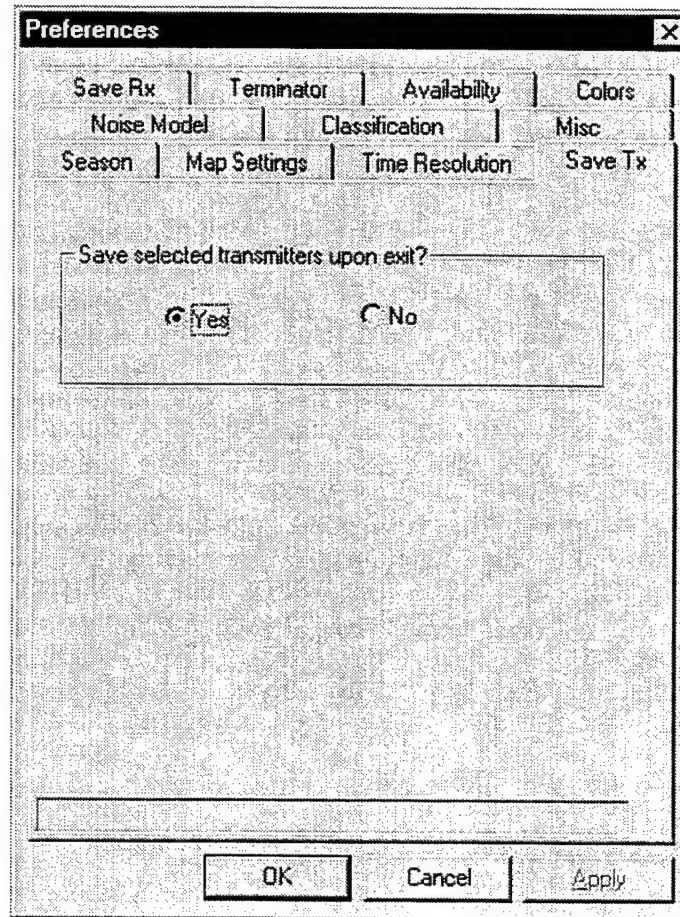 Preferences
Save Rx Terminator Availability Colors
Noise Model Classification Misc
Season Map Settings Time Resolution Save Tx
Save selected transmitters upon exit?
Yes No
OK Cancel Apply